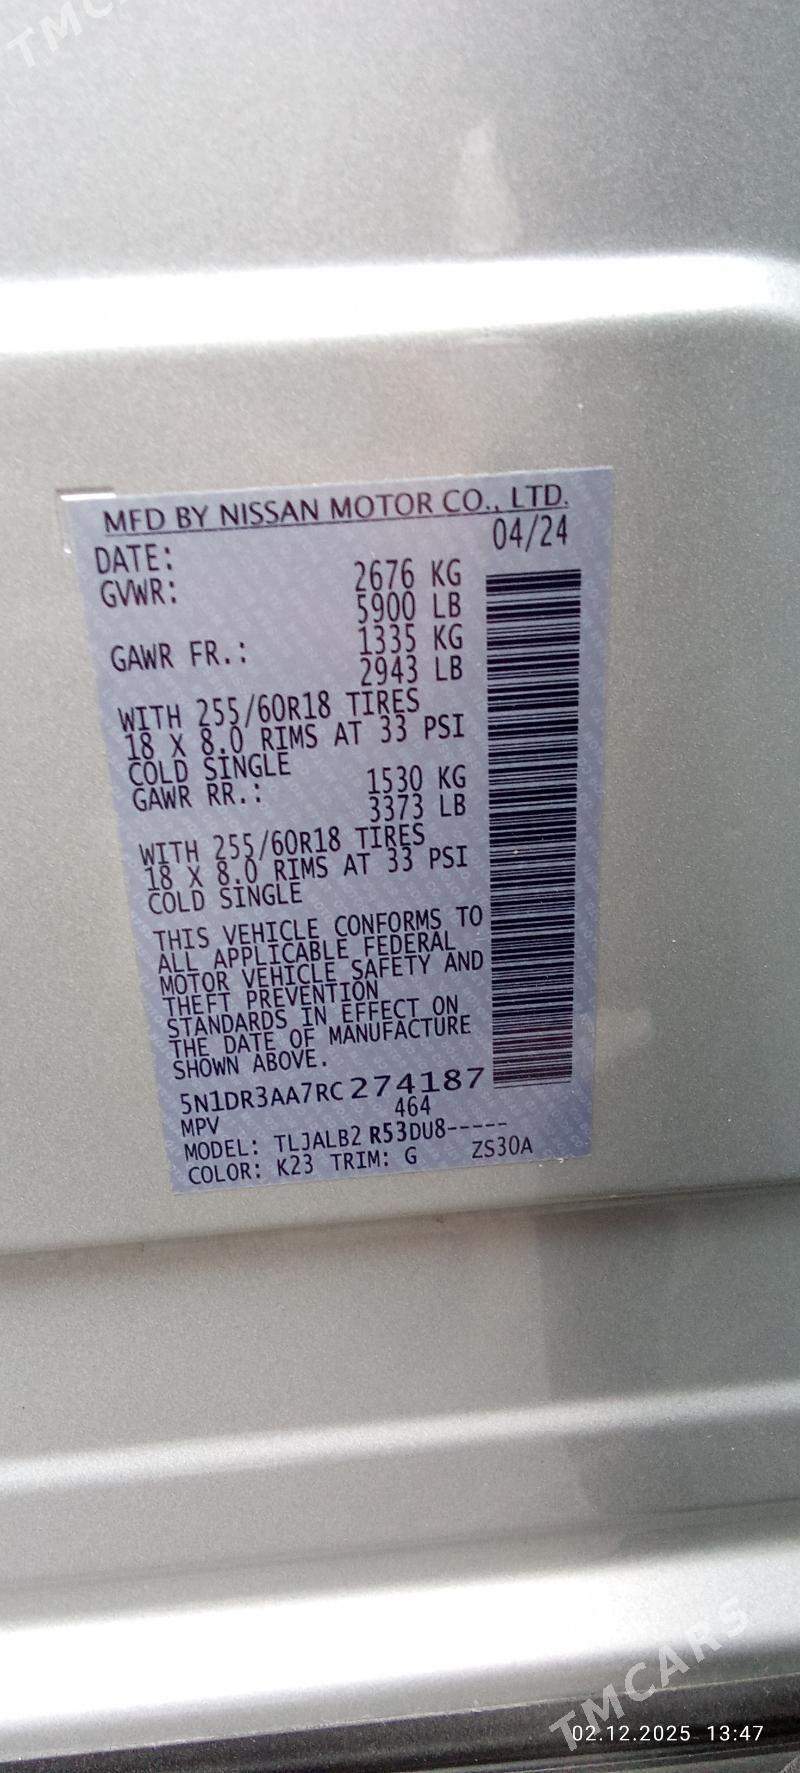 TMCARS
MFD BY NISSAN MOTOR CO., LTD.
DATE: 04/24
GVWR: 2676 KG
5900 LB
GAWR FR.: 1335 KG
2943 LB
WITH 255/60R18 TIRES
18 X 8.0 RIMS AT 33 PSI
COLD SINGLE
GAWR RR.: 1530 KG
3373 LB
WITH 255/60R18 TIRES
18 X 8.0 RIMS AT 33 PSI
COLD SINGLE
THIS VEHICLE CONFORMS TO
ALL APPLICABLE FEDERAL
MOTOR VEHICLE SAFETY AND
THEFT PREVENTION
STANDARDS IN EFFECT ON
THE DATE OF MANUFACTURE
SHOWN ABOVE.
5N1DR3AA7RC274187
MPV 464
MODEL: TLJALB2 R53DU8-----
COLOR: K23 TRIM: G ZS30A
TMCARS
02.12.2025 13:47